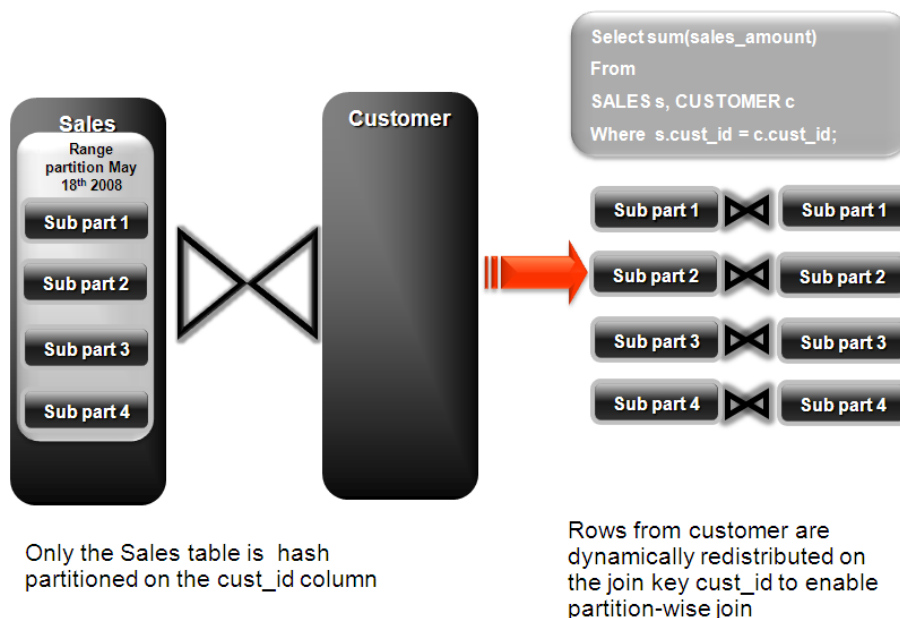 Sales
Range
partition May
18th 2008
Sub part 1
Sub part 2
Sub part 3
Sub part 4
Customer
Select sum(sales_amount)
From
SALES s, CUSTOMER c
Where s.cust_id = c.cust_id;
Sub part 1 Sub part 1
Sub part 2 Sub part 2
Sub part 3 Sub part 3
Sub part 4 Sub part 4
Only the Sales table is hash
partitioned on the cust_id column
Rows from customer are
dynamically redistributed on
the join key cust_id to enable
partition-wise join